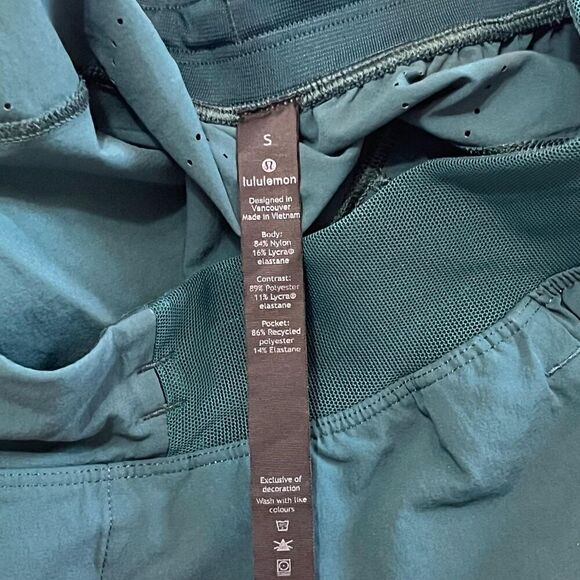 S
lululemon
Designed in
Vancouver
Made in Vietnam
Body:
84% Nylon
16% Lycra®
elastane
Contrast:
89% Polyester
11% Lycra®
elastane
Pocket:
86% Recycled
polyester
14% Elastane
Exclusive of
decoration
Wash with like
colours